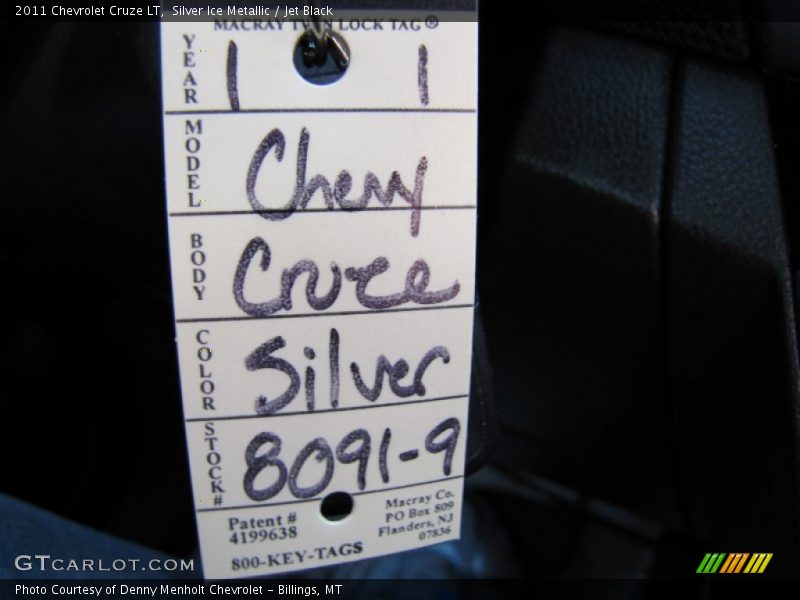 2011 Chevrolet Cruze LT, Silver Ice Metallic / Jet Black
MACRAY TWIN LOCK TAG®
YEAR 1 1
MODEL Chevy
BODY Cruze
COLOR Silver
STOCK# 8091-9
Patent #
4199638
Macray Co.
PO Box 809
Flanders, NJ
07836
800-KEY-TAGS
GTCARLOT.COM
Photo Courtesy of Denny Menholt Chevrolet - Billings, MT